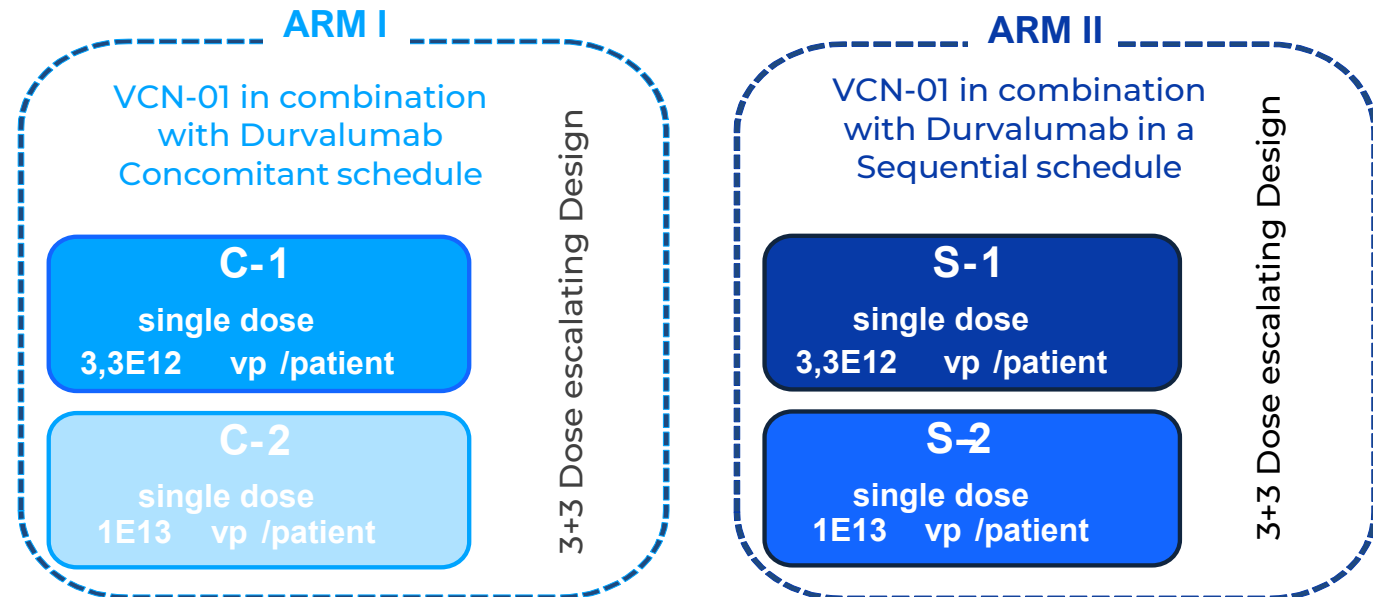 ARM I
VCN-01 in combination
with Durvalumab
Concomitant schedule
C-1
single dose
3,3E12 vp /patient
C-2
single dose
1E13 vp /patient
3+3 Dose escalating Design
ARM II
VCN-01 in combination
with Durvalumab in a
Sequential schedule
S-1
single dose
3,3E12 vp /patient
S-2
single dose
1E13 vp /patient
3+3 Dose escalating Design